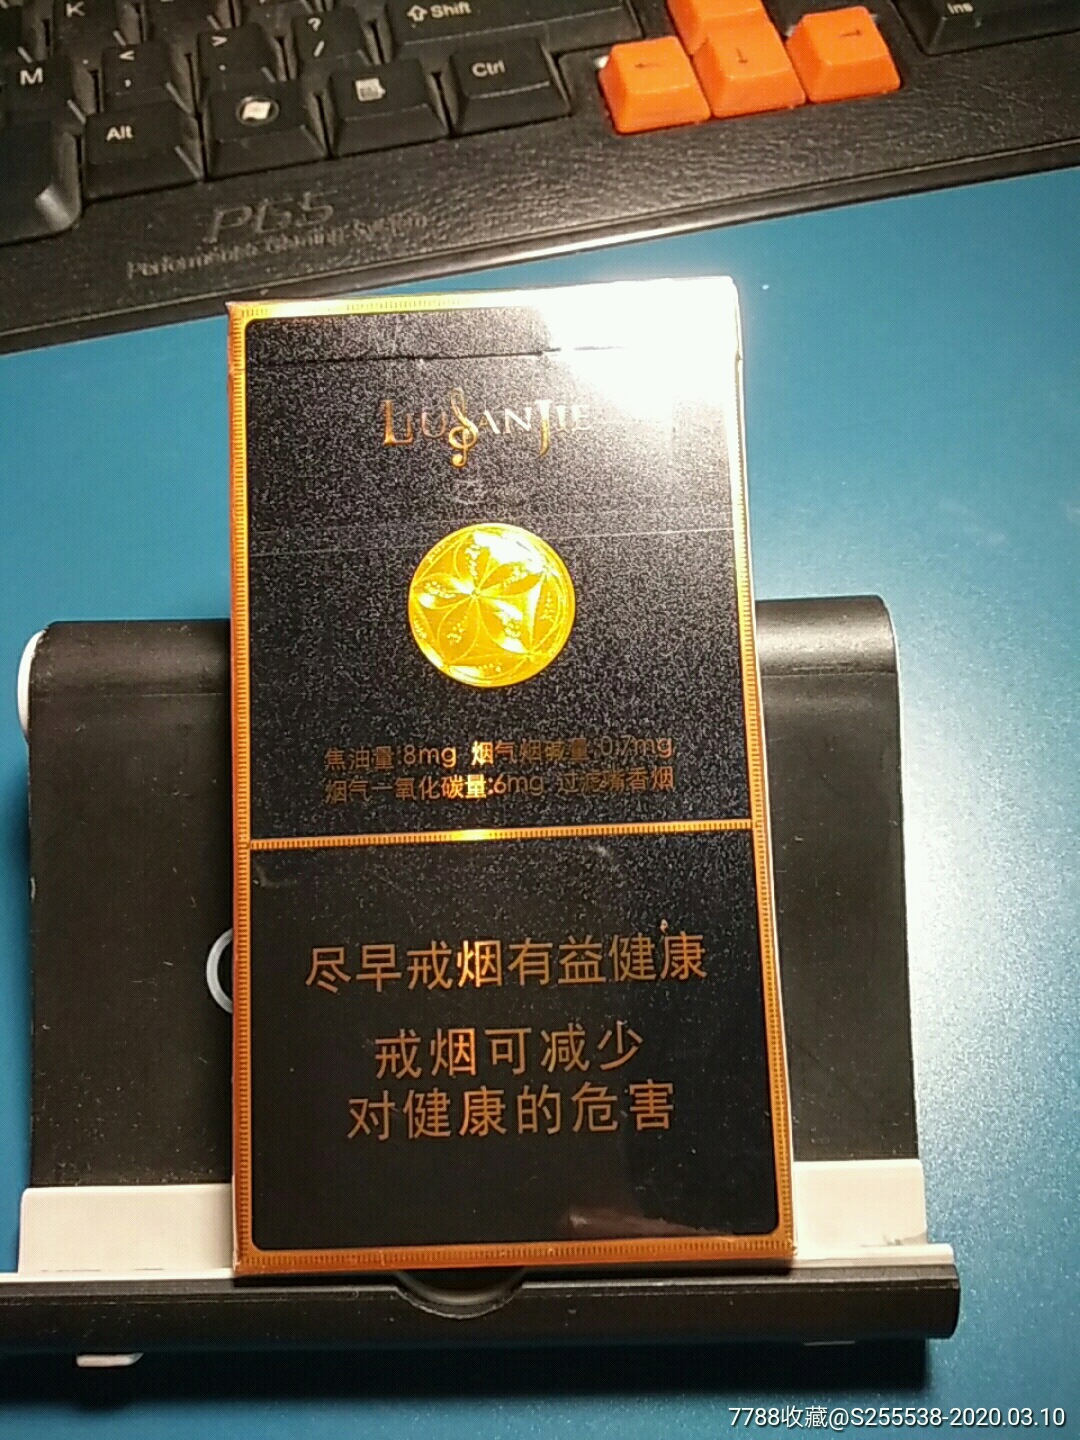 K
Shift
M
<
,
>
.
?
/
Alt
Ctrl
Ins
←
↓
→
LIUSANJIE
焦油量:8mg 烟气烟碱量:0.7mg
烟气一氧化碳量:6mg 过滤嘴香烟
尽早戒烟有益健康
戒烟可减少
对健康的危害
7788收藏@S255538-2020.03.10